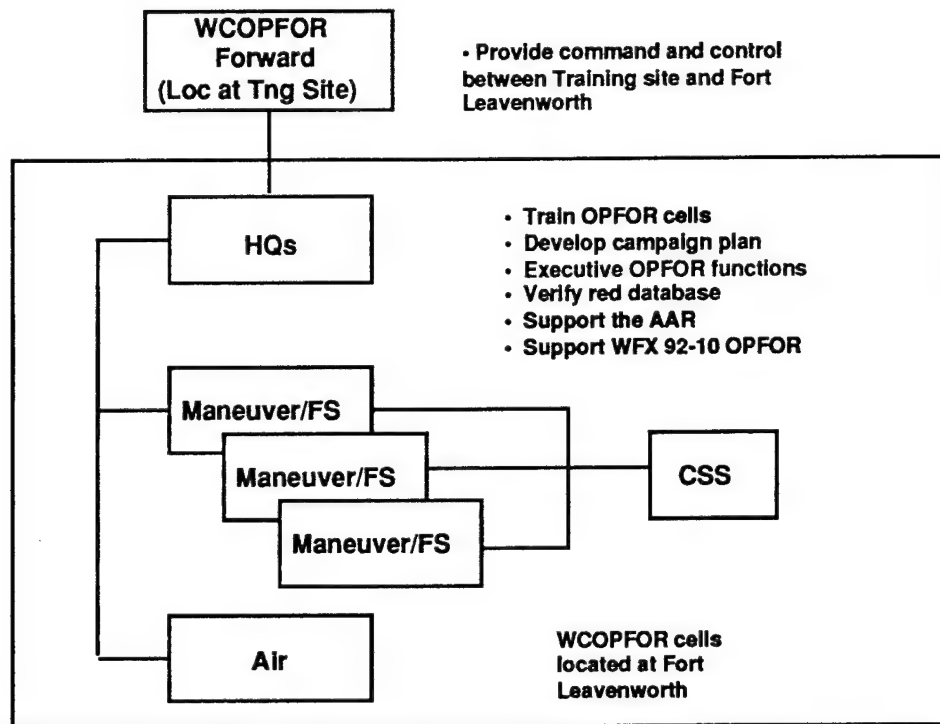 WCOPFOR
Forward
(Loc at Tng Site)
• Provide command and control
between Training site and Fort
Leavenworth
HQs
• Train OPFOR cells
• Develop campaign plan
• Executive OPFOR functions
• Verify red database
• Support the AAR
• Support WFX 92-10 OPFOR
Maneuver/FS
Maneuver/FS
Maneuver/FS
CSS
Air
WCOPFOR cells
located at Fort
Leavenworth